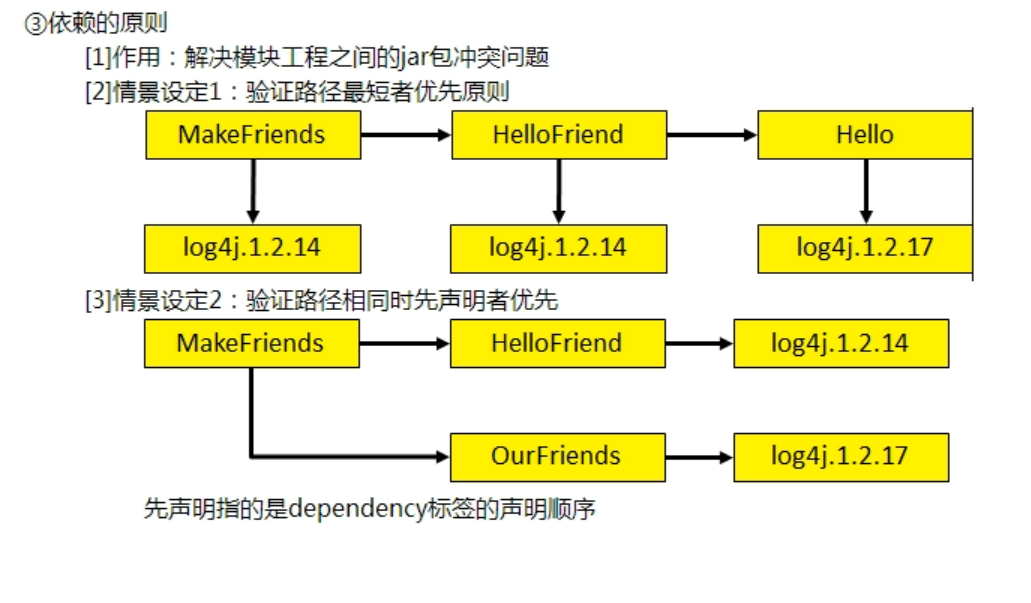 ③依赖的原则
[1]作用：解决模块工程之间的jar包冲突问题
[2]情景设定1：验证路径最短者优先原则
MakeFriends HelloFriend Hello
log4j.1.2.14 log4j.1.2.14 log4j.1.2.17
[3]情景设定2：验证路径相同时先声明者优先
MakeFriends HelloFriend log4j.1.2.14
OurFriends log4j.1.2.17
先声明指的是dependency标签的声明顺序